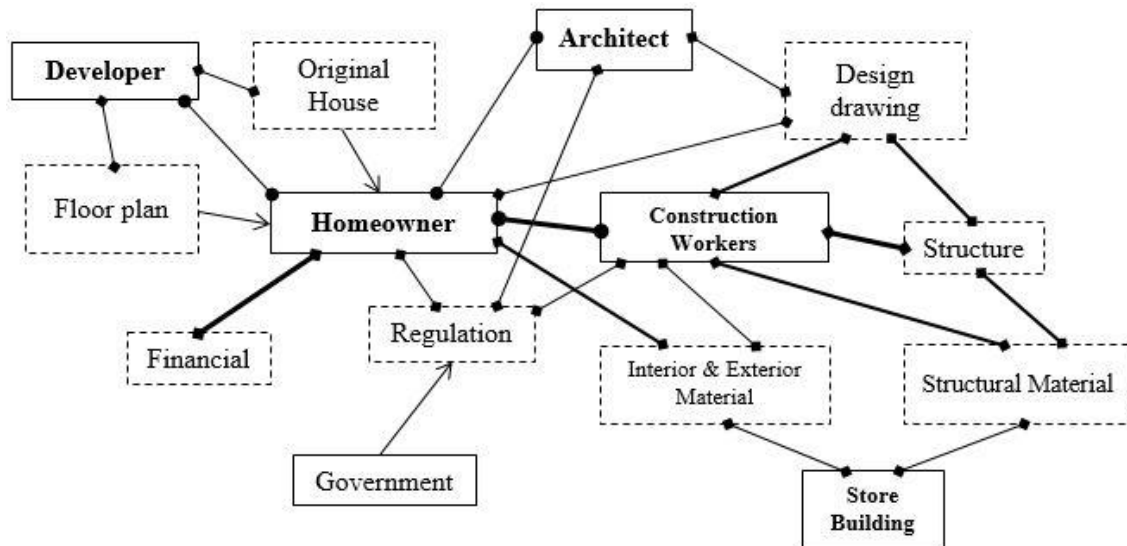 Developer
Original
House
Architect
Design
drawing
Floor plan
Homeowner
Construction
Workers
Structure
Financial
Regulation
Interior & Exterior
Material
Structural Material
Government
Store
Building